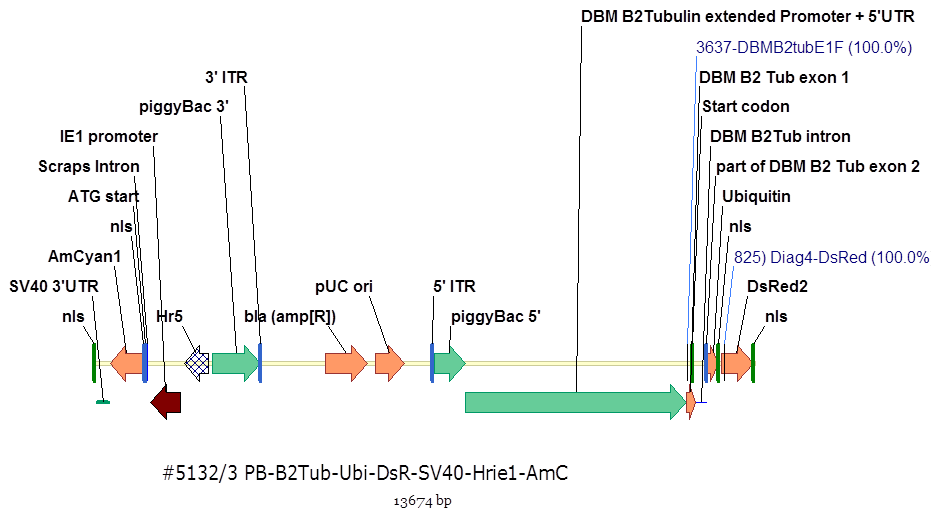 DBM B2Tubulin extended Promoter + 5'UTR
3637-DBMB2tubE1F (100.0%)
3' ITR
DBM B2 Tub exon 1
piggyBac 3'
Start codon
IE1 promoter
DBM B2Tub intron
Scraps Intron
part of DBM B2 Tub exon 2
ATG start
Ubiquitin
nls
nls
AmCyan1
825) Diag4-DsRed (100.0%
SV40 3'UTR
pUC ori
5' ITR
DsRed2
nls
Hr5
bla (amp[R])
piggyBac 5'
nls
#5132/3 PB-B2Tub-Ubi-DsR-SV40-Hrie1-AmC
13674 bp